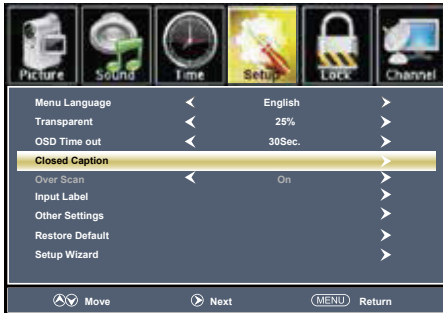 Picture Sound Time Setup Lock Channel
Menu Language English
Transparent 25%
OSD Time out 30Sec.
Closed Caption
Over Scan On
Input Label
Other Settings
Restore Default
Setup Wizard
Move Next MENU Return